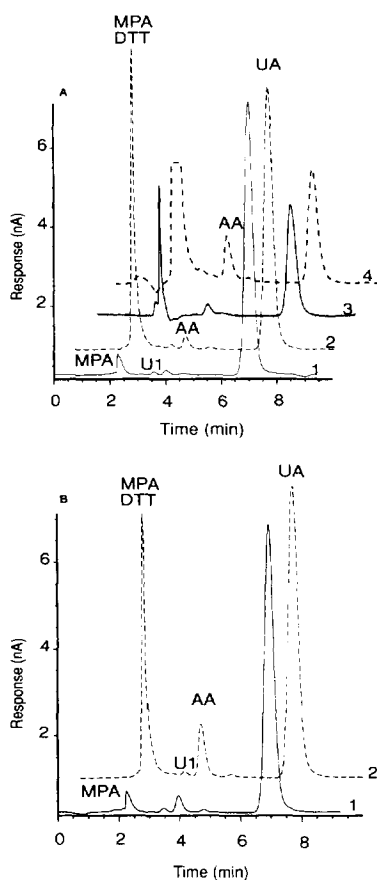 MPA
DTT
UA
A
6
4
2
Response (nA)
AA
4
3
AA
2
MPA
U1
1
0
2
4
6
8
Time (min)
B
MPA
DTT
UA
6
4
2
Response (nA)
AA
U1
2
MPA
1
0
2
4
6
8
Time (min)